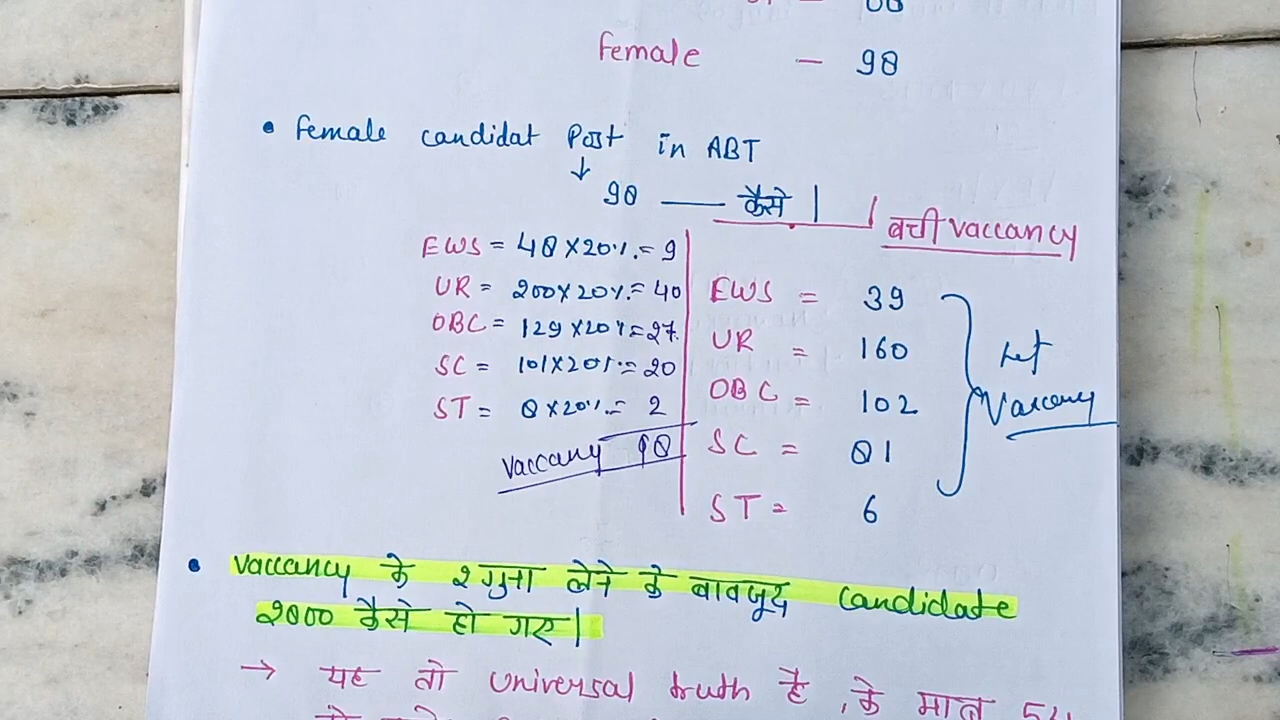 Female - 98
• Female candidat Post in ABT
↓
98 — कैसे |
बची vaccancy
EWS = 48 x 20%. = 9
UR = 200 x 20%. = 40
OBC = 129 x 20% = 27
SC = 101 x 20%. = 20
ST = 8 x 20%. = 2
Vaccany 98
EWS = 39
UR = 160
OBC = 102
SC = 81
ST = 6
Left Vaccany
• Vaccancy के 2 गुना लेने के बावजूद candidate
2000 कैसे हो गए |
→ यह तो universal truth है , के मात्र